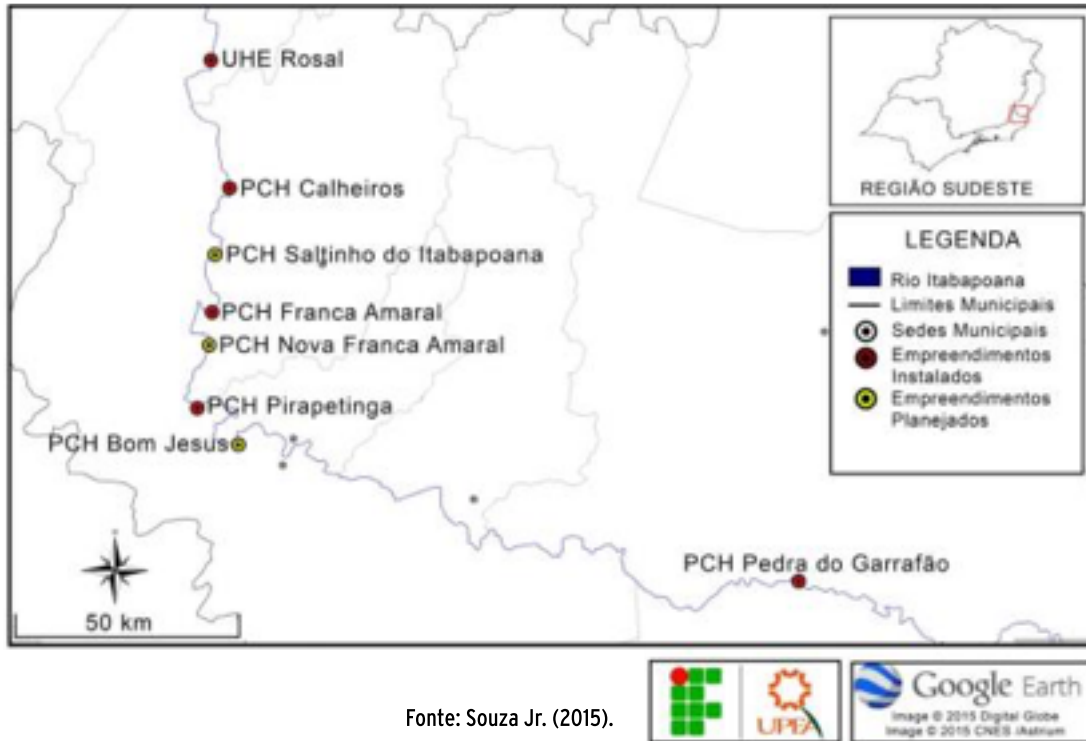 UHE Rosal
PCH Calheiros
PCH Saltinho do Itabapoana
PCH Franca Amaral
PCH Nova Franca Amaral
PCH Pirapetinga
PCH Bom Jesus
PCH Pedra do Garrafão
50 km
REGIÃO SUDESTE
LEGENDA
Rio Itabapoana
Limites Municipais
Sedes Municipais
Empreendimentos
Instalados
Empreendimentos
Planejados
Fonte: Souza Jr. (2015).
UPEA
Google Earth
Image © 2015 Digital Globe
Image © 2015 CNES /Astrium